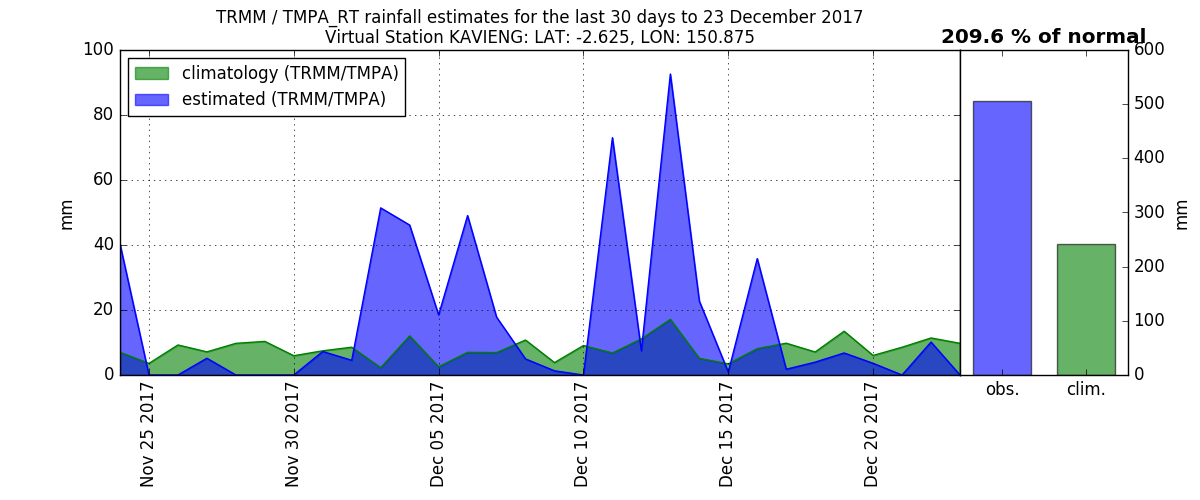 TRMM / TMPA_RT rainfall estimates for the last 30 days to 23 December 2017
Virtual Station KAVIENG: LAT: -2.625, LON: 150.875
209.6 % of normal
climatology (TRMM/TMPA)
estimated (TRMM/TMPA)
100
80
60
40
20
0
mm
Nov 25 2017
Nov 30 2017
Dec 05 2017
Dec 10 2017
Dec 15 2017
Dec 20 2017
obs.
clim.
600
500
400
300
200
100
0
mm